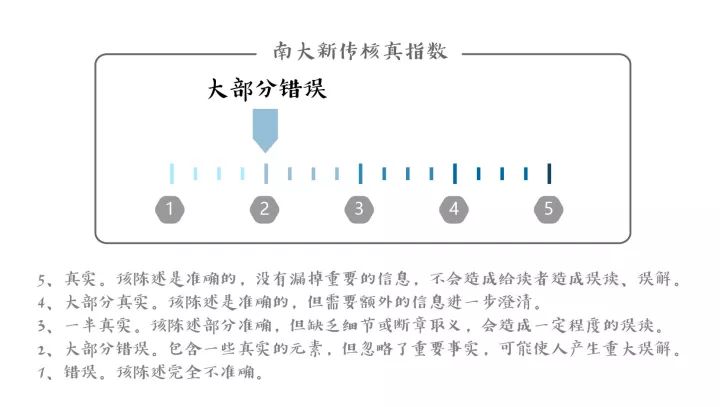 南大新传核真指数
大部分错误
1 2 3 4 5
5、真实。该陈述是准确的，没有漏掉重要的信息，不会造成给读者造成误读、误解。
4、大部分真实。该陈述是准确的，但需要额外的信息进一步澄清。
3、一半真实。该陈述部分准确，但缺乏细节或断章取义，会造成一定程度的误读。
2、大部分错误。包含一些真实的元素，但忽略了重要事实，可能使人产生重大误解。
1、错误。该陈述完全不准确。